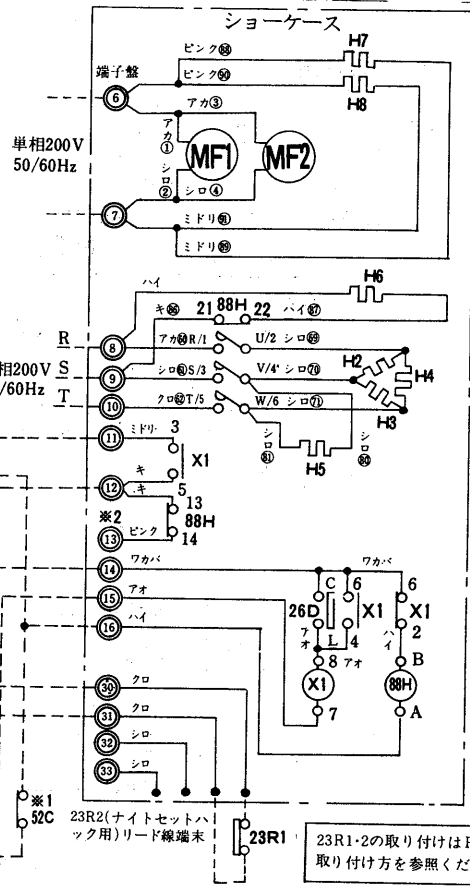 ショーケース
ピンク㊳ H7
端子盤 ピンク㊵ H8
6 アカ③
単相200V
50/60Hz
アカ① MF1 MF2
シロ② シロ④
7 ミドリ
ミドリ
ハイ H6
キ 21 88H 22 ハイ
R 8 アカ R/1 U/2 シロ
相200V S 9 シロ S/3 V/4 シロ H2 H4
/60Hz T 10 クロ T/5 W/6 シロ H3
シロ H5 シロ
11 ミドリ 3
X1
12 キ 5
キ 13
※2 88H
13 ピンク 14
14 ワカバ ワカバ
15 アオ C 6 6
26D X1 X1
16 ハイ アオ L 4 ハイ 2
8 アオ B
X1 88H
7 A
30 クロ
31 クロ
32 シロ
33 シロ
※1
52C
23R2(ナイトセットバ
ック用)リード線端末
23R1
23R1・2の取り付けは
取り付け方を参照くだ